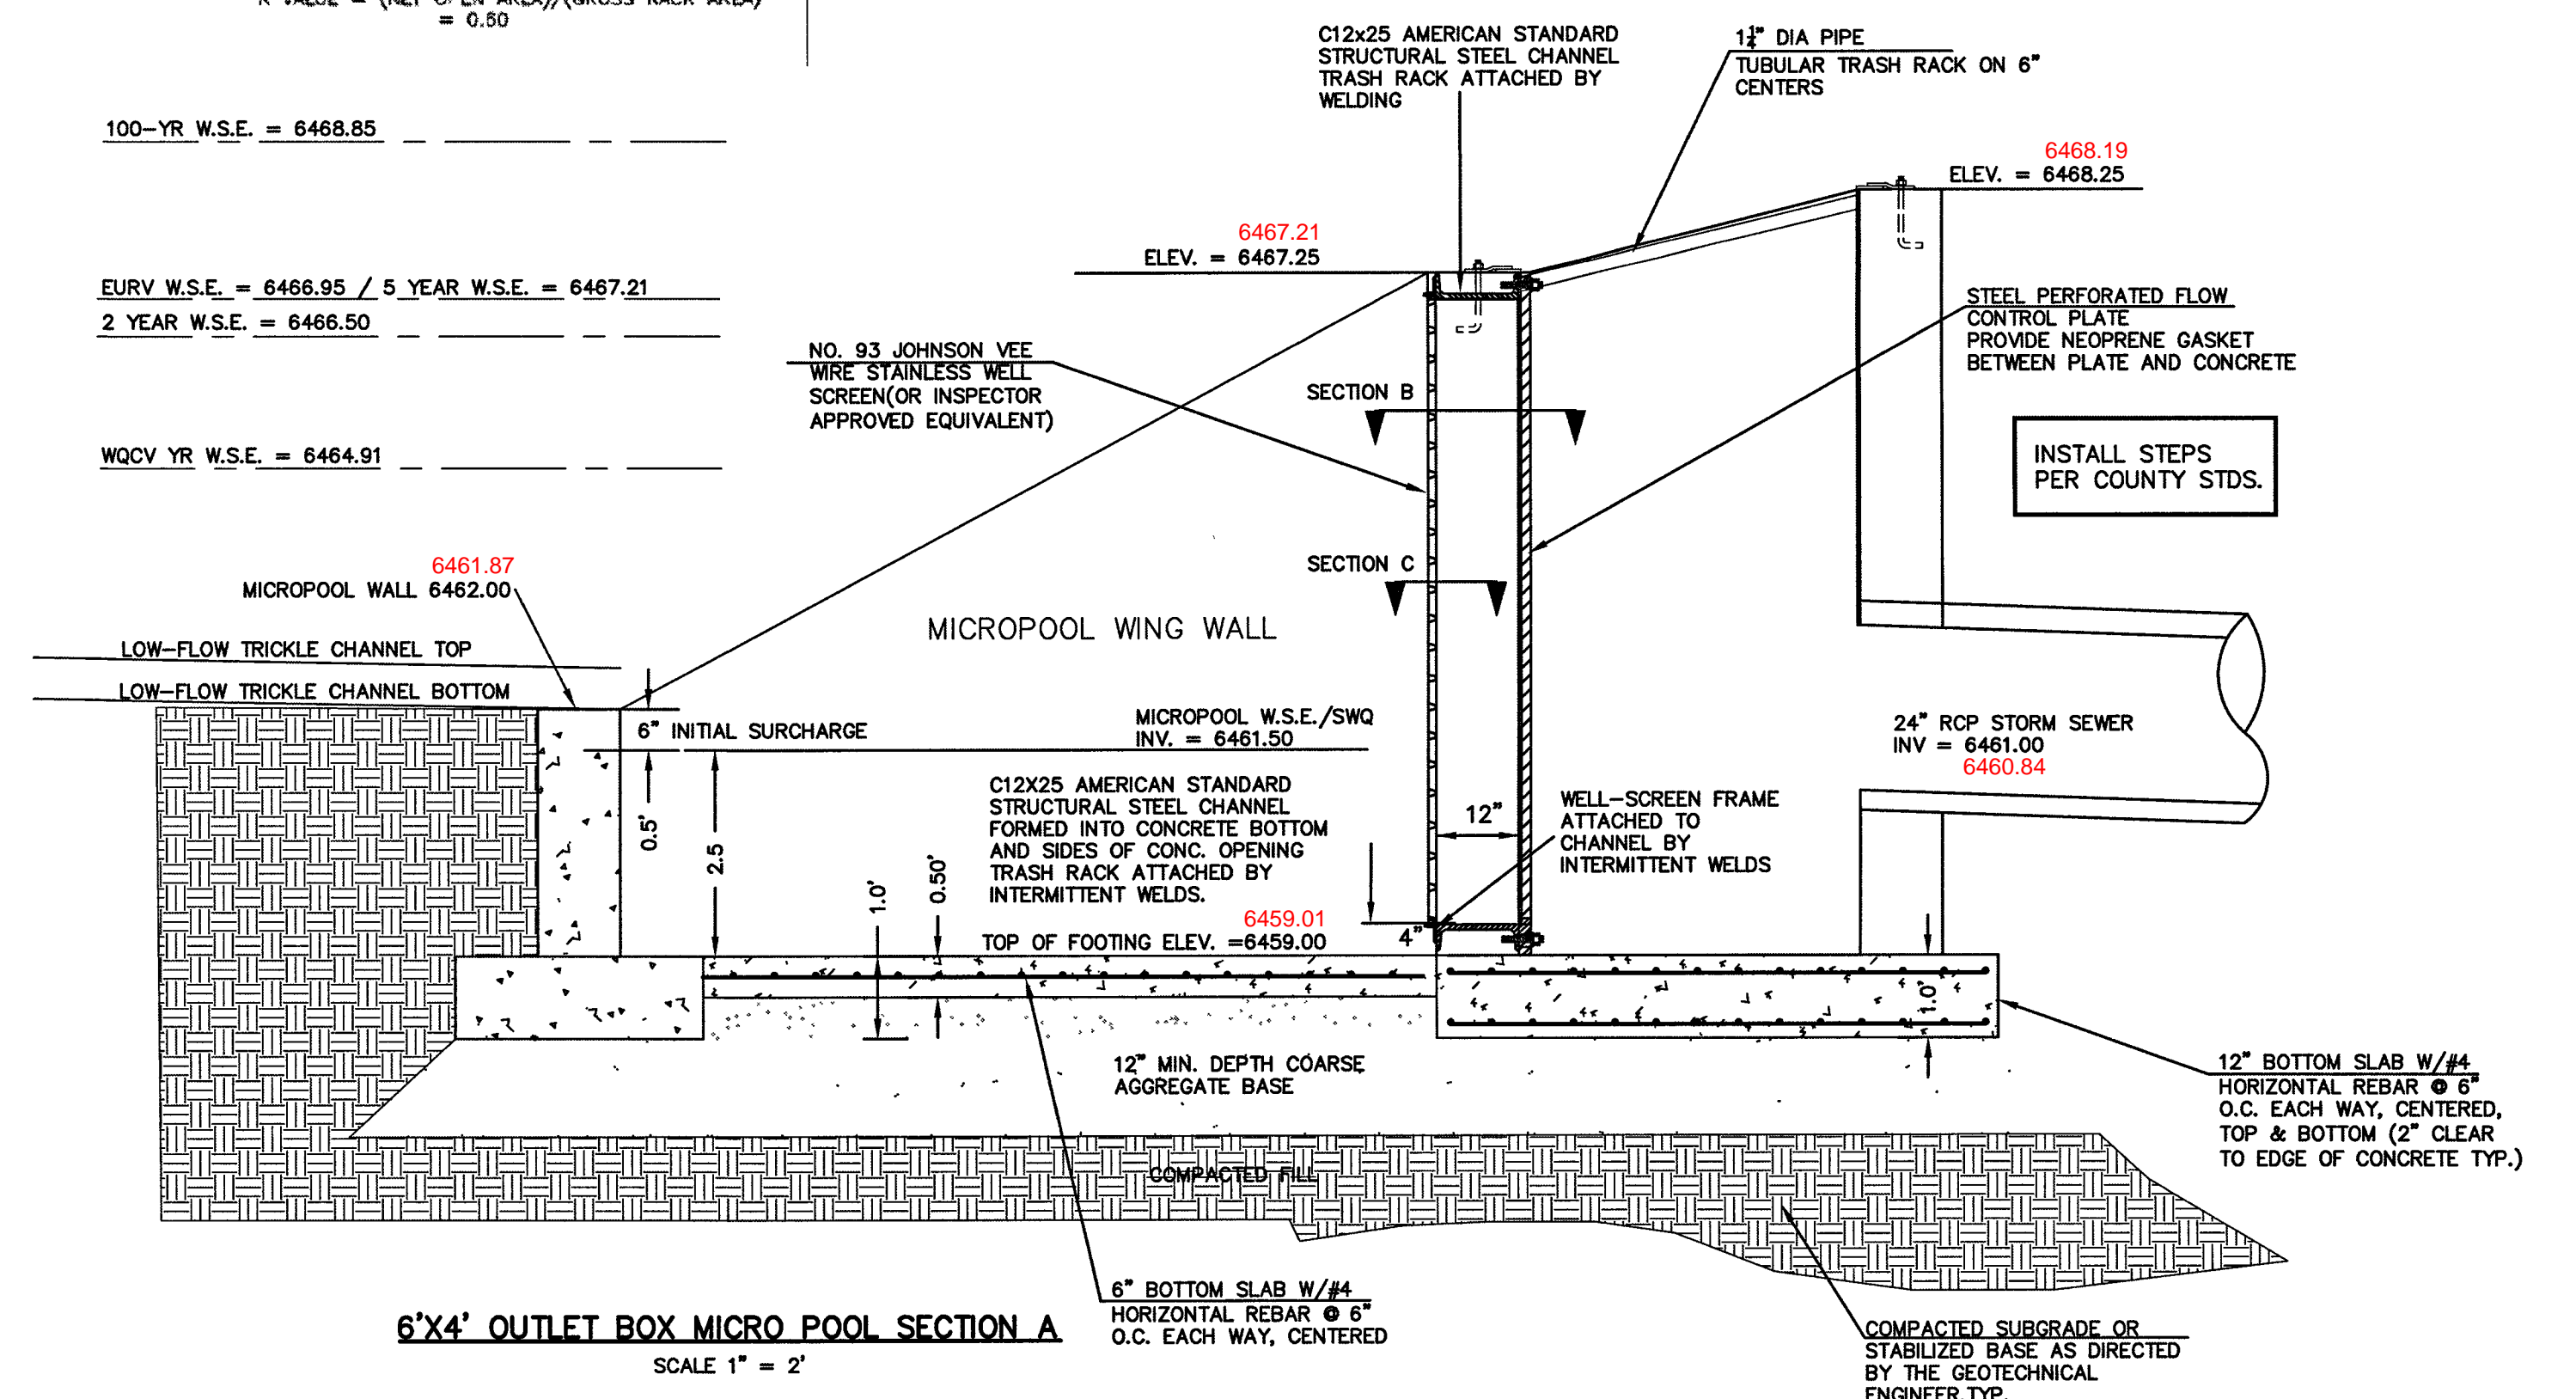 = 0.60
C12x25 AMERICAN STANDARD
STRUCTURAL STEEL CHANNEL
TRASH RACK ATTACHED BY
WELDING
1¼" DIA PIPE
TUBULAR TRASH RACK ON 6"
CENTERS
100-YR W.S.E. = 6468.85
6468.19
ELEV. = 6468.25
6467.21
ELEV. = 6467.25
EURV W.S.E. = 6466.95 / 5 YEAR W.S.E. = 6467.21
2 YEAR W.S.E. = 6466.50
STEEL PERFORATED FLOW
CONTROL PLATE
PROVIDE NEOPRENE GASKET
BETWEEN PLATE AND CONCRETE
NO. 93 JOHNSON VEE
WIRE STAINLESS WELL
SCREEN(OR INSPECTOR
APPROVED EQUIVALENT)
SECTION B
INSTALL STEPS
PER COUNTY STDS.
WQCV YR W.S.E. = 6464.91
SECTION C
6461.87
MICROPOOL WALL 6462.00
MICROPOOL WING WALL
LOW-FLOW TRICKLE CHANNEL TOP
LOW-FLOW TRICKLE CHANNEL BOTTOM
6" INITIAL SURCHARGE
MICROPOOL W.S.E./SWQ
INV. = 6461.50
24" RCP STORM SEWER
INV = 6461.00
6460.84
0.5'
2.5
1.0'
0.50'
C12X25 AMERICAN STANDARD
STRUCTURAL STEEL CHANNEL
FORMED INTO CONCRETE BOTTOM
AND SIDES OF CONC. OPENING
TRASH RACK ATTACHED BY
INTERMITTENT WELDS.
12"
WELL-SCREEN FRAME
ATTACHED TO
CHANNEL BY
INTERMITTENT WELDS
6459.01
TOP OF FOOTING ELEV. =6459.00
4"
1.0'
12" MIN. DEPTH COARSE
AGGREGATE BASE
12" BOTTOM SLAB W/#4
HORIZONTAL REBAR @ 6"
O.C. EACH WAY, CENTERED,
TOP & BOTTOM (2" CLEAR
TO EDGE OF CONCRETE TYP.)
COMPACTED FILL
6" BOTTOM SLAB W/#4
HORIZONTAL REBAR @ 6"
O.C. EACH WAY, CENTERED
6'X4' OUTLET BOX MICRO POOL SECTION A
SCALE 1" = 2'
COMPACTED SUBGRADE OR
STABILIZED BASE AS DIRECTED
BY THE GEOTECHNICAL
ENGINEER.TYP.